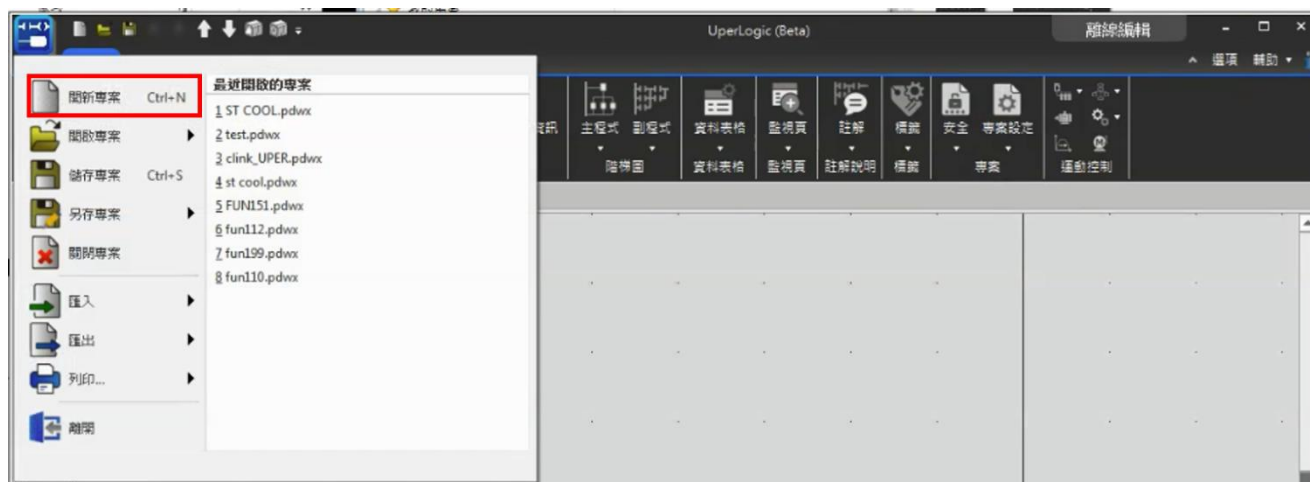 UperLogic (Beta)
離線編輯
選項 輔助
開新專案 Ctrl+N
開啟專案
儲存專案 Ctrl+S
另存專案
關閉專案
匯入
匯出
列印...
離開
最近開啟的專案
1 ST COOL.pdwx
2 test.pdwx
3 clink_UPER.pdwx
4 st cool.pdwx
5 FUN151.pdwx
6 fun112.pdwx
7 fun199.pdwx
8 fun110.pdwx
主程式 副程式 資料表格 監視頁 註解 標籤 安全 專案設定
階梯圖 資料表格 監視頁 註解說明 標籤 專案 運動控制